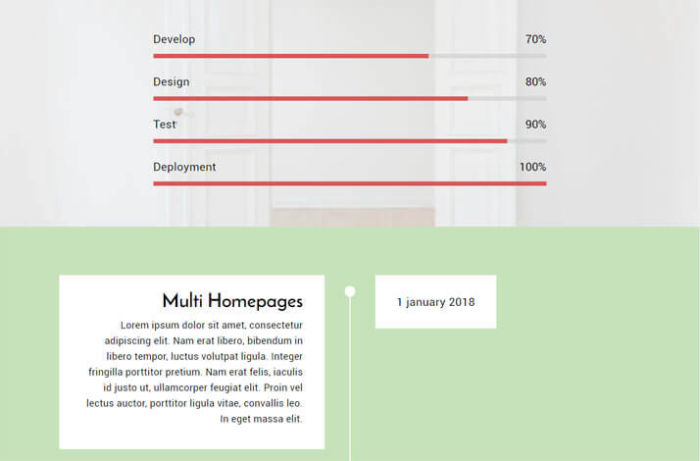 Develop 70%
Design 80%
Test 90%
Deployment 100%
Multi Homepages
Lorem ipsum dolor sit amet, consectetur
adipiscing elit. Nam erat libero, bibendum in
libero tempor, luctus volutpat ligula. Integer
fringilla porttitor pretium. Nam erat felis, iaculis
id justo ut, ullamcorper feugiat elit. Proin vel
lectus auctor, porttitor ligula vitae, convallis leo.
In eget massa elit.
1 january 2018